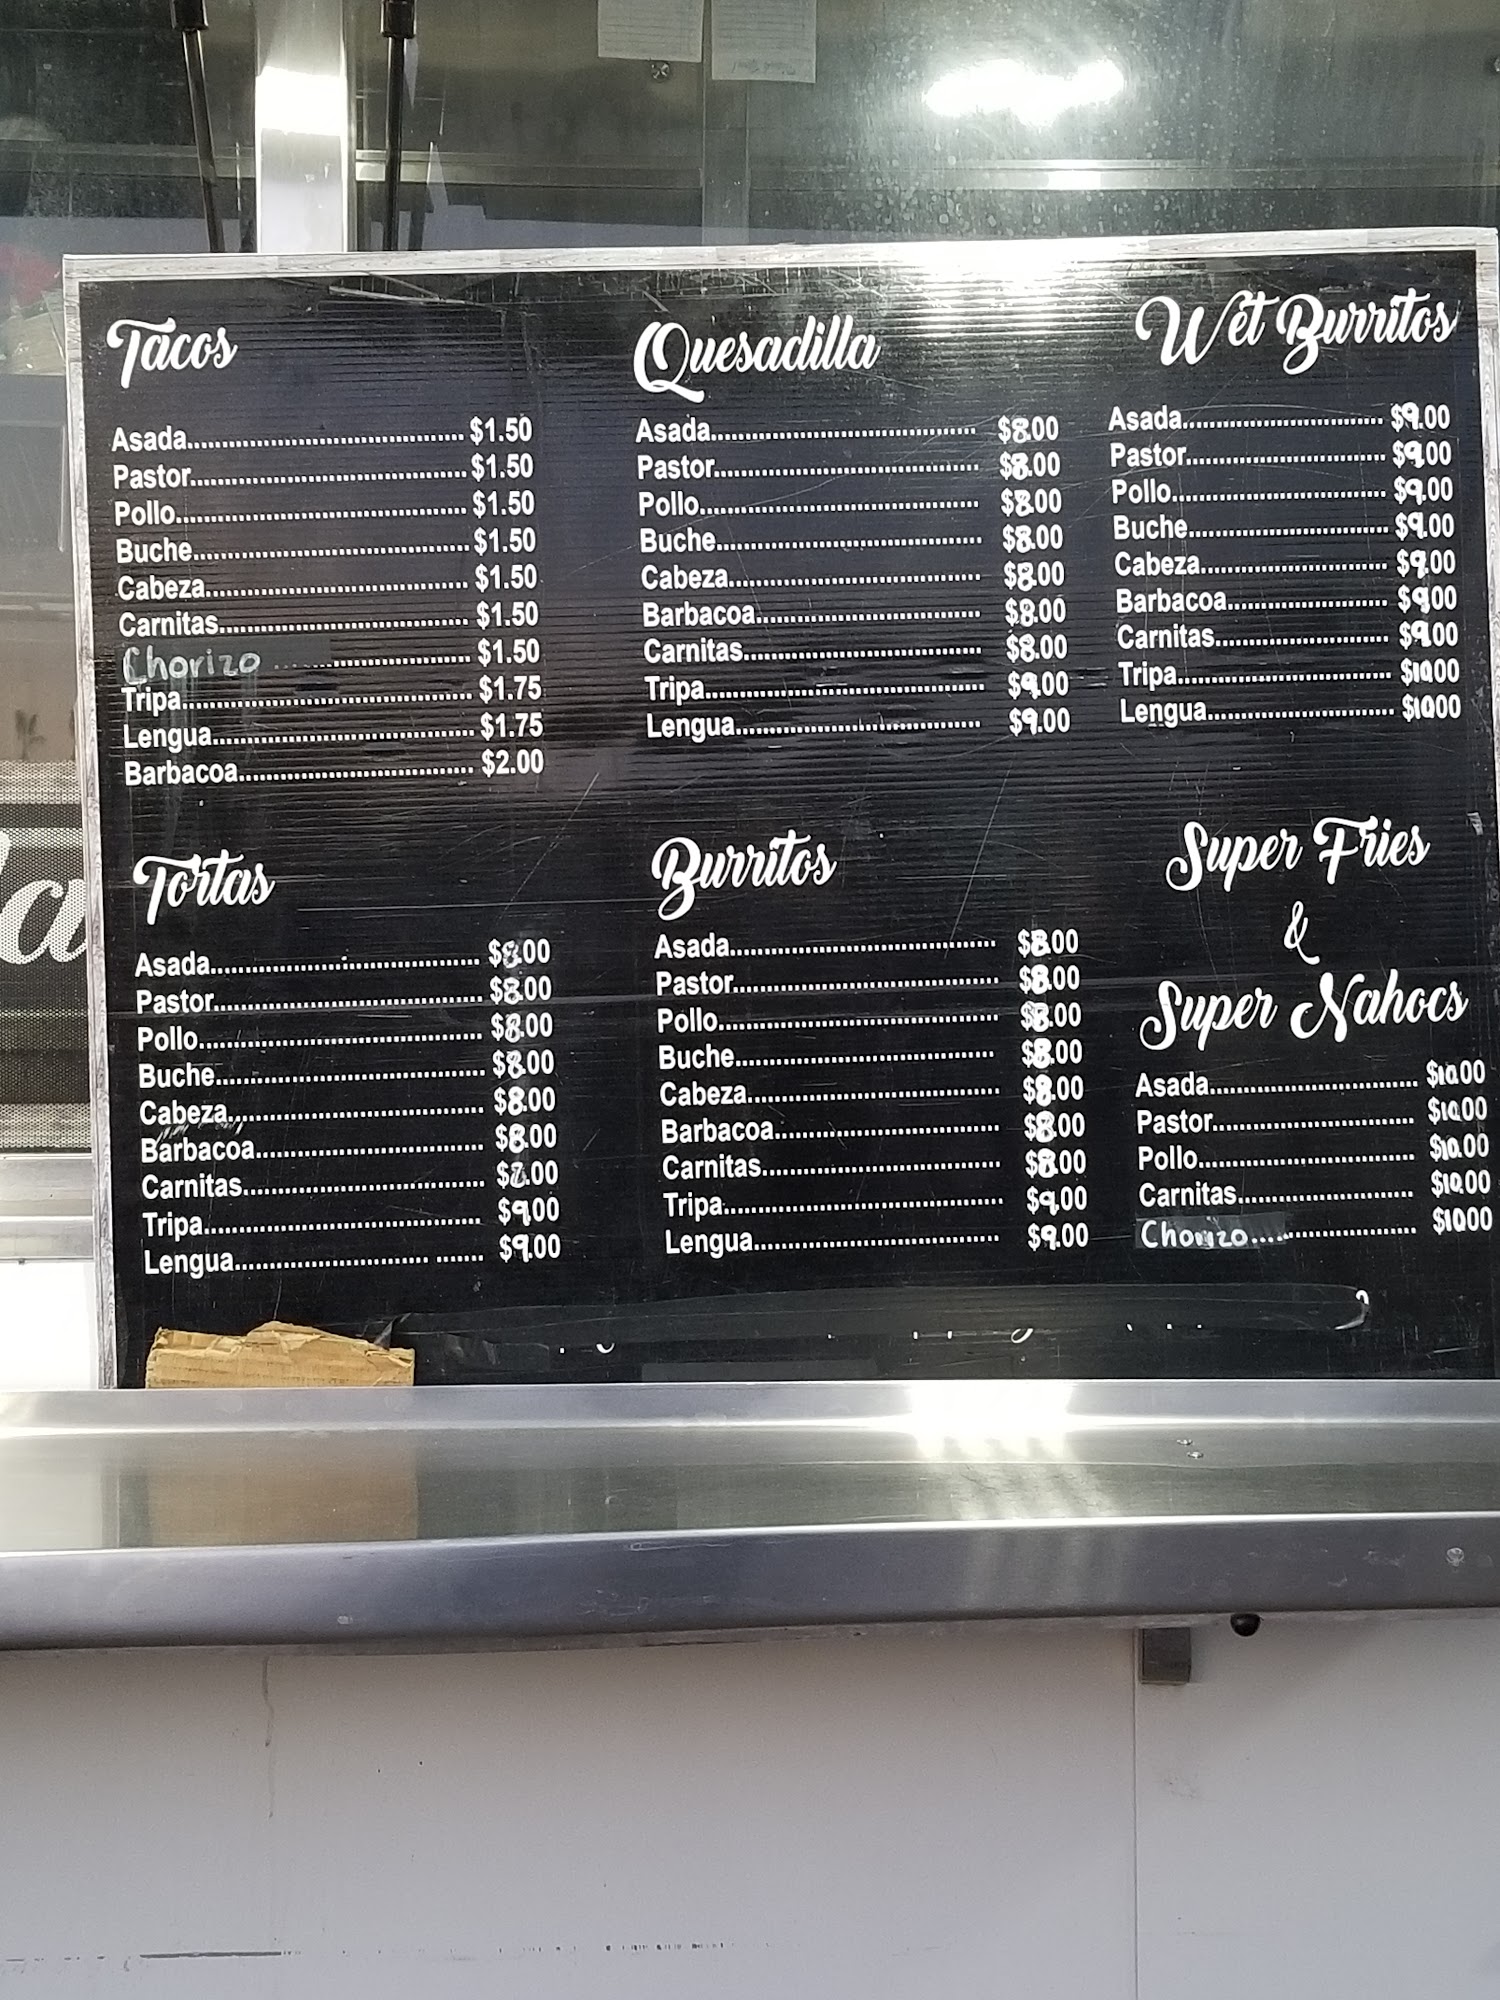 Tacos
Asada $1.50
Pastor $1.50
Pollo $1.50
Buche $1.50
Cabeza $1.50
Carnitas $1.50
Chorizo $1.50
Tripa $1.75
Lengua $1.75
Barbacoa $2.00
Quesadilla
Asada $8.00
Pastor $8.00
Pollo $8.00
Buche $8.00
Cabeza $8.00
Barbacoa $8.00
Carnitas $8.00
Tripa $9.00
Lengua $9.00
Wet Burritos
Asada $9.00
Pastor $9.00
Pollo $9.00
Buche $9.00
Cabeza $9.00
Barbacoa $9.00
Carnitas $9.00
Tripa $10.00
Lengua $10.00
Tortas
Asada $8.00
Pastor $8.00
Pollo $8.00
Buche $8.00
Cabeza $8.00
Barbacoa $8.00
Carnitas $8.00
Tripa $9.00
Lengua $9.00
Burritos
Asada $8.00
Pastor $8.00
Pollo $8.00
Buche $8.00
Cabeza $8.00
Barbacoa $8.00
Carnitas $8.00
Tripa $9.00
Lengua $9.00
Super Fries
&
Super Nahocs
Asada $10.00
Pastor $10.00
Pollo $10.00
Carnitas $10.00
Chorizo $10.00